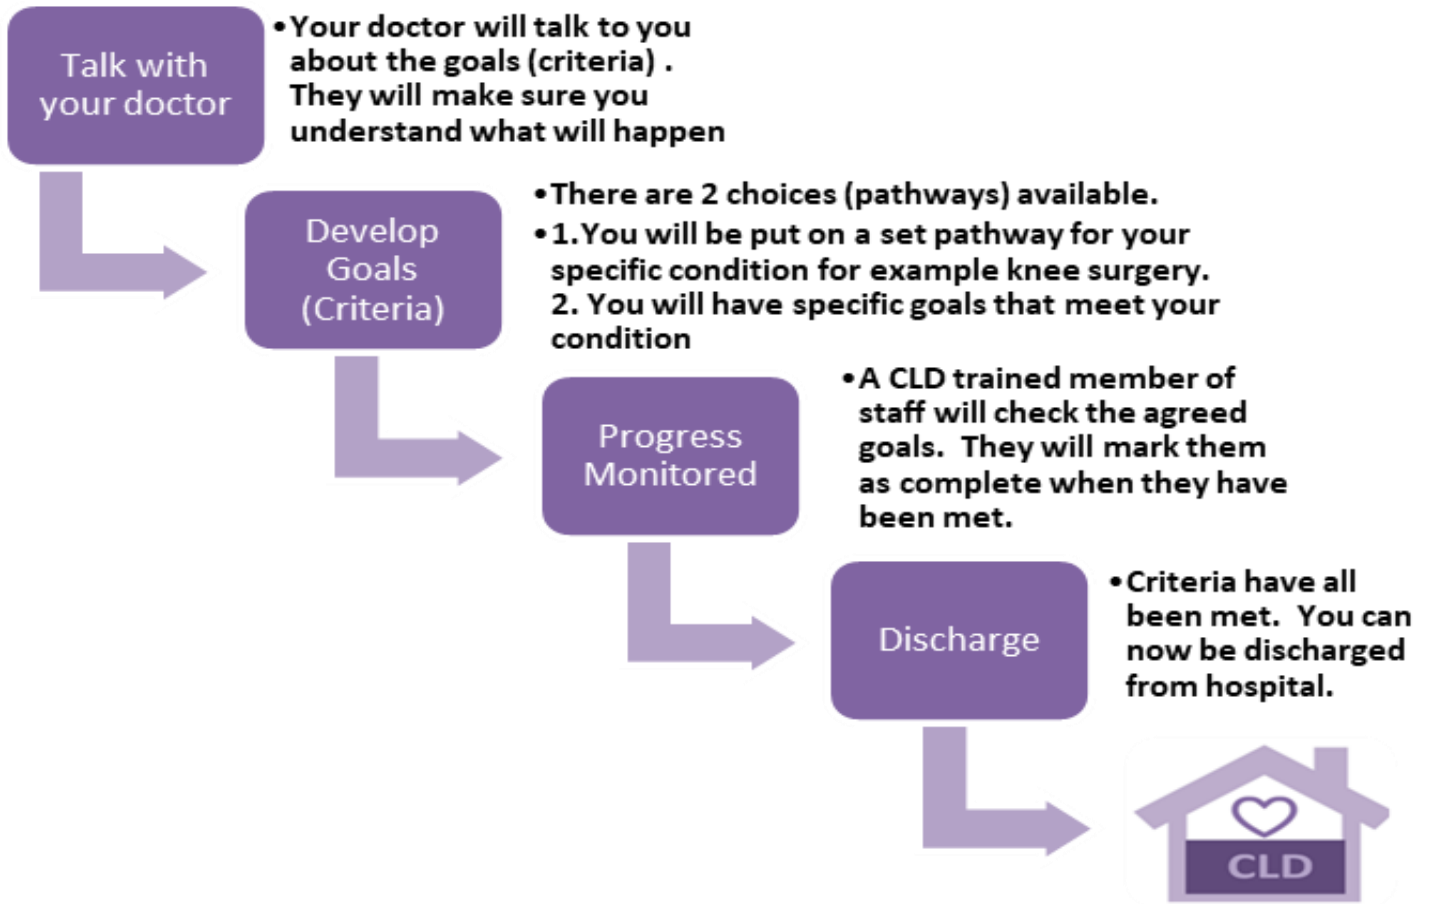 Talk with
your doctor
•Your doctor will talk to you
about the goals (criteria) .
They will make sure you
understand what will happen
Develop
Goals
(Criteria)
•There are 2 choices (pathways) available.
•1.You will be put on a set pathway for your
specific condition for example knee surgery.
2. You will have specific goals that meet your
condition
Progress
Monitored
•A CLD trained member of
staff will check the agreed
goals.  They will mark them
as complete when they have
been met.
Discharge
•Criteria have all
been met.  You can
now be discharged
from hospital.
CLD